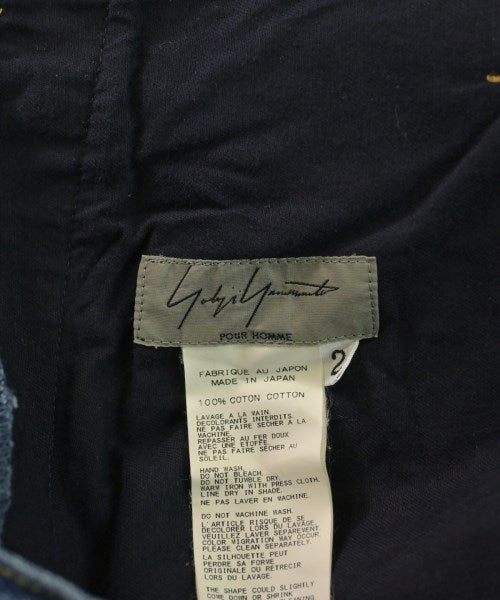 Yohji Yamamoto
POUR HOMME
2
FABRIQUE AU JAPON
MADE IN JAPAN
100% COTON COTTON
LAVAGE A LA MAIN.
DECOLORANTS INTERDITS.
NE PAS FAIRE SECHER A LA
MACHINE.
REPASSER AU FER DOUX
AVEC UNE ETOFFE.
NE PAS FAIRE SECHER AU
SOLEIL.
HAND WASH.
DO NOT BLEACH.
DO NOT TUMBLE DRY.
WARM IRON WITH PRESS CLOTH.
LINE DRY IN SHADE.
NE PAS LAVER EN MACHINE.
DO NOT MACHINE WASH.
L'ARTICLE RISQUE DE SE
DECOLORER LORS DU LAVAGE.
VEUILLEZ LAVER SEPAREMENT.
COLOR MIGRATION MAY OCCUR.
PLEASE CLEAN SEPARATELY.
LA SILHOUETTE PEUT
PERDRE SA FORME
ORIGINALE OU RETRECIR
LORS DU LAVAGE.
THE SHAPE COULD SLIGHTLY
COME DOWN OR SHRINK